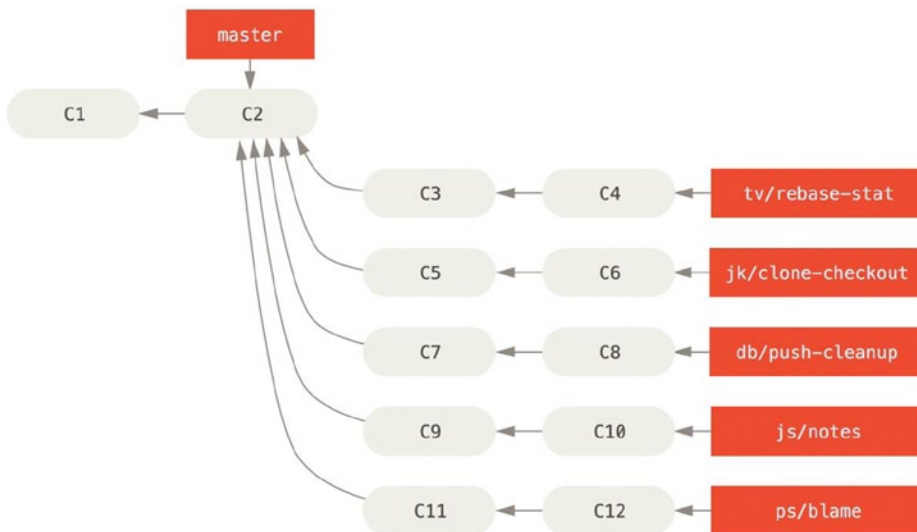 master
C1 C2
C3 C4 tv/rebase-stat
C5 C6 jk/clone-checkout
C7 C8 db/push-cleanup
C9 C10 js/notes
C11 C12 ps/blame